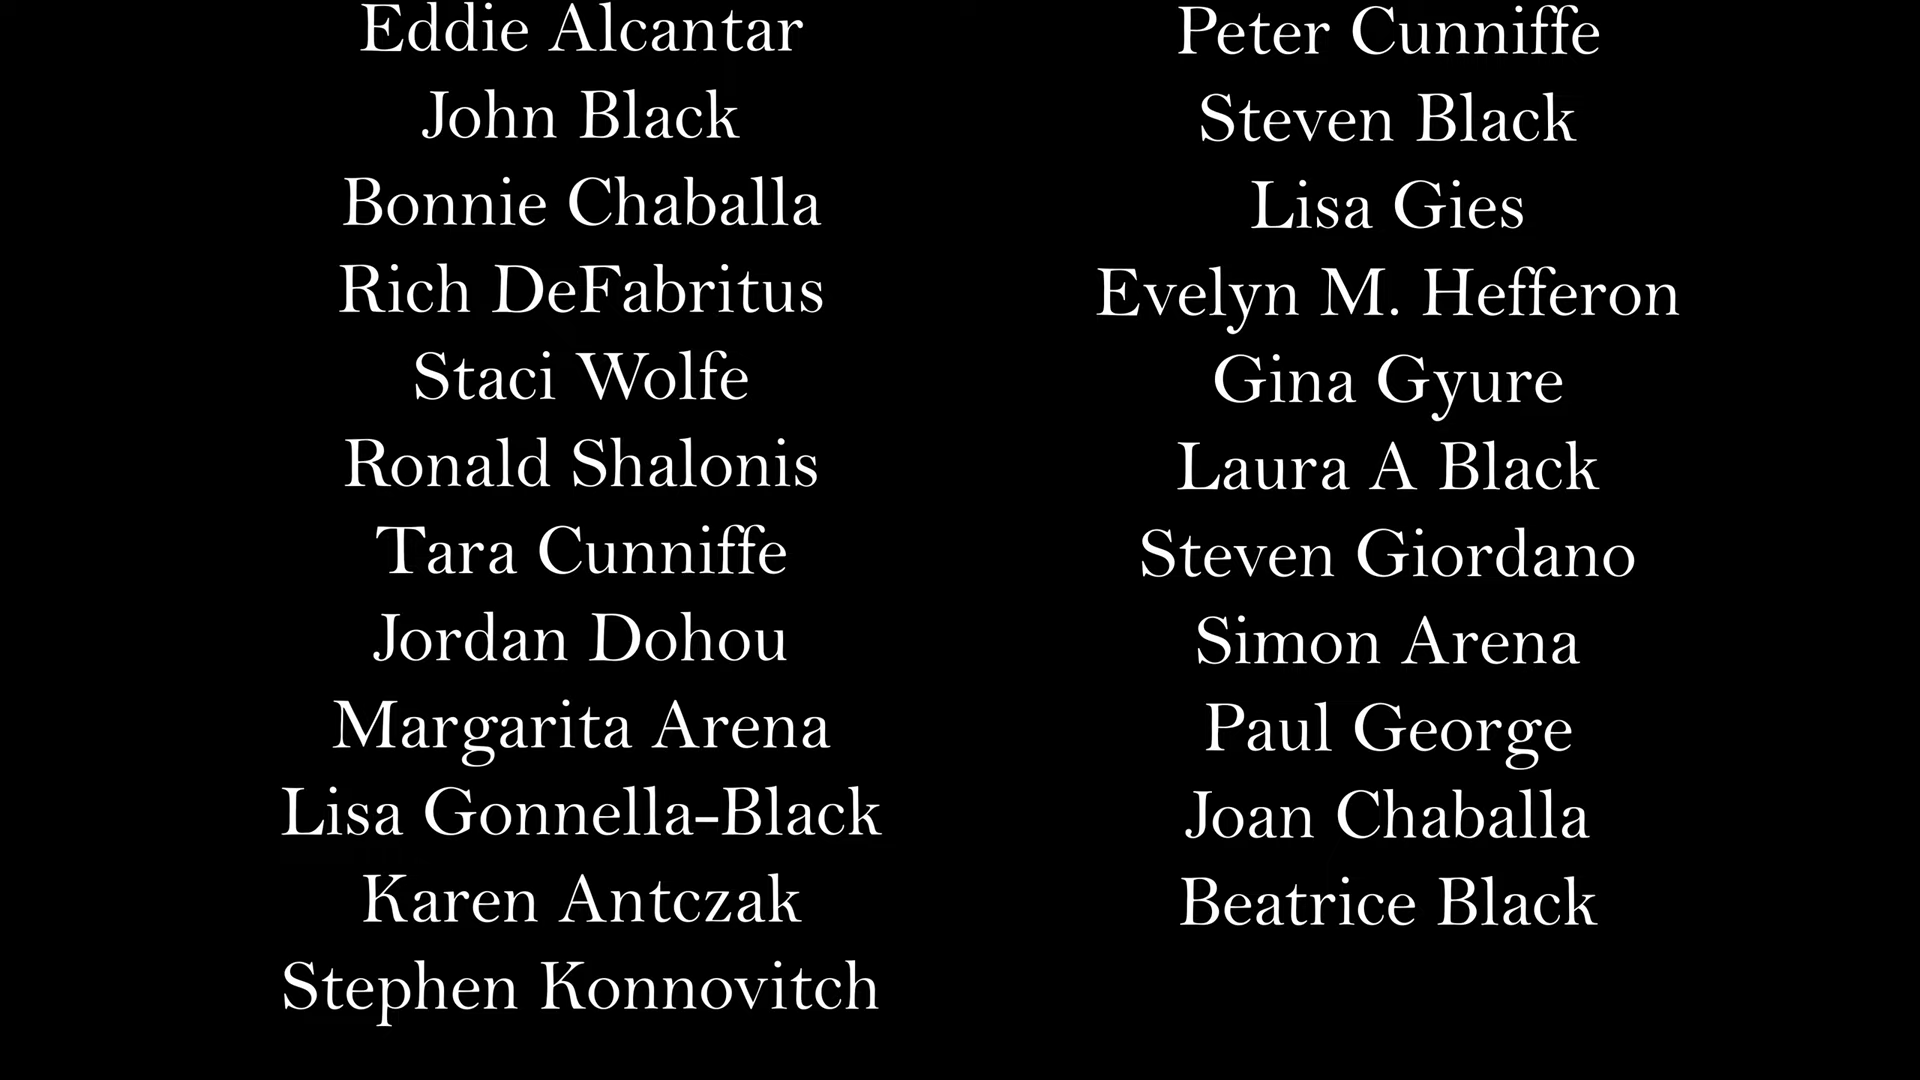 Eddie Alcantar
John Black
Bonnie Chaballa
Rich DeFabritus
Staci Wolfe
Ronald Shalonis
Tara Cunniffe
Jordan Dohou
Margarita Arena
Lisa Gonnella-Black
Karen Antczak
Stephen Konnovitch
Peter Cunniffe
Steven Black
Lisa Gies
Evelyn M. Hefferon
Gina Gyure
Laura A Black
Steven Giordano
Simon Arena
Paul George
Joan Chaballa
Beatrice Black